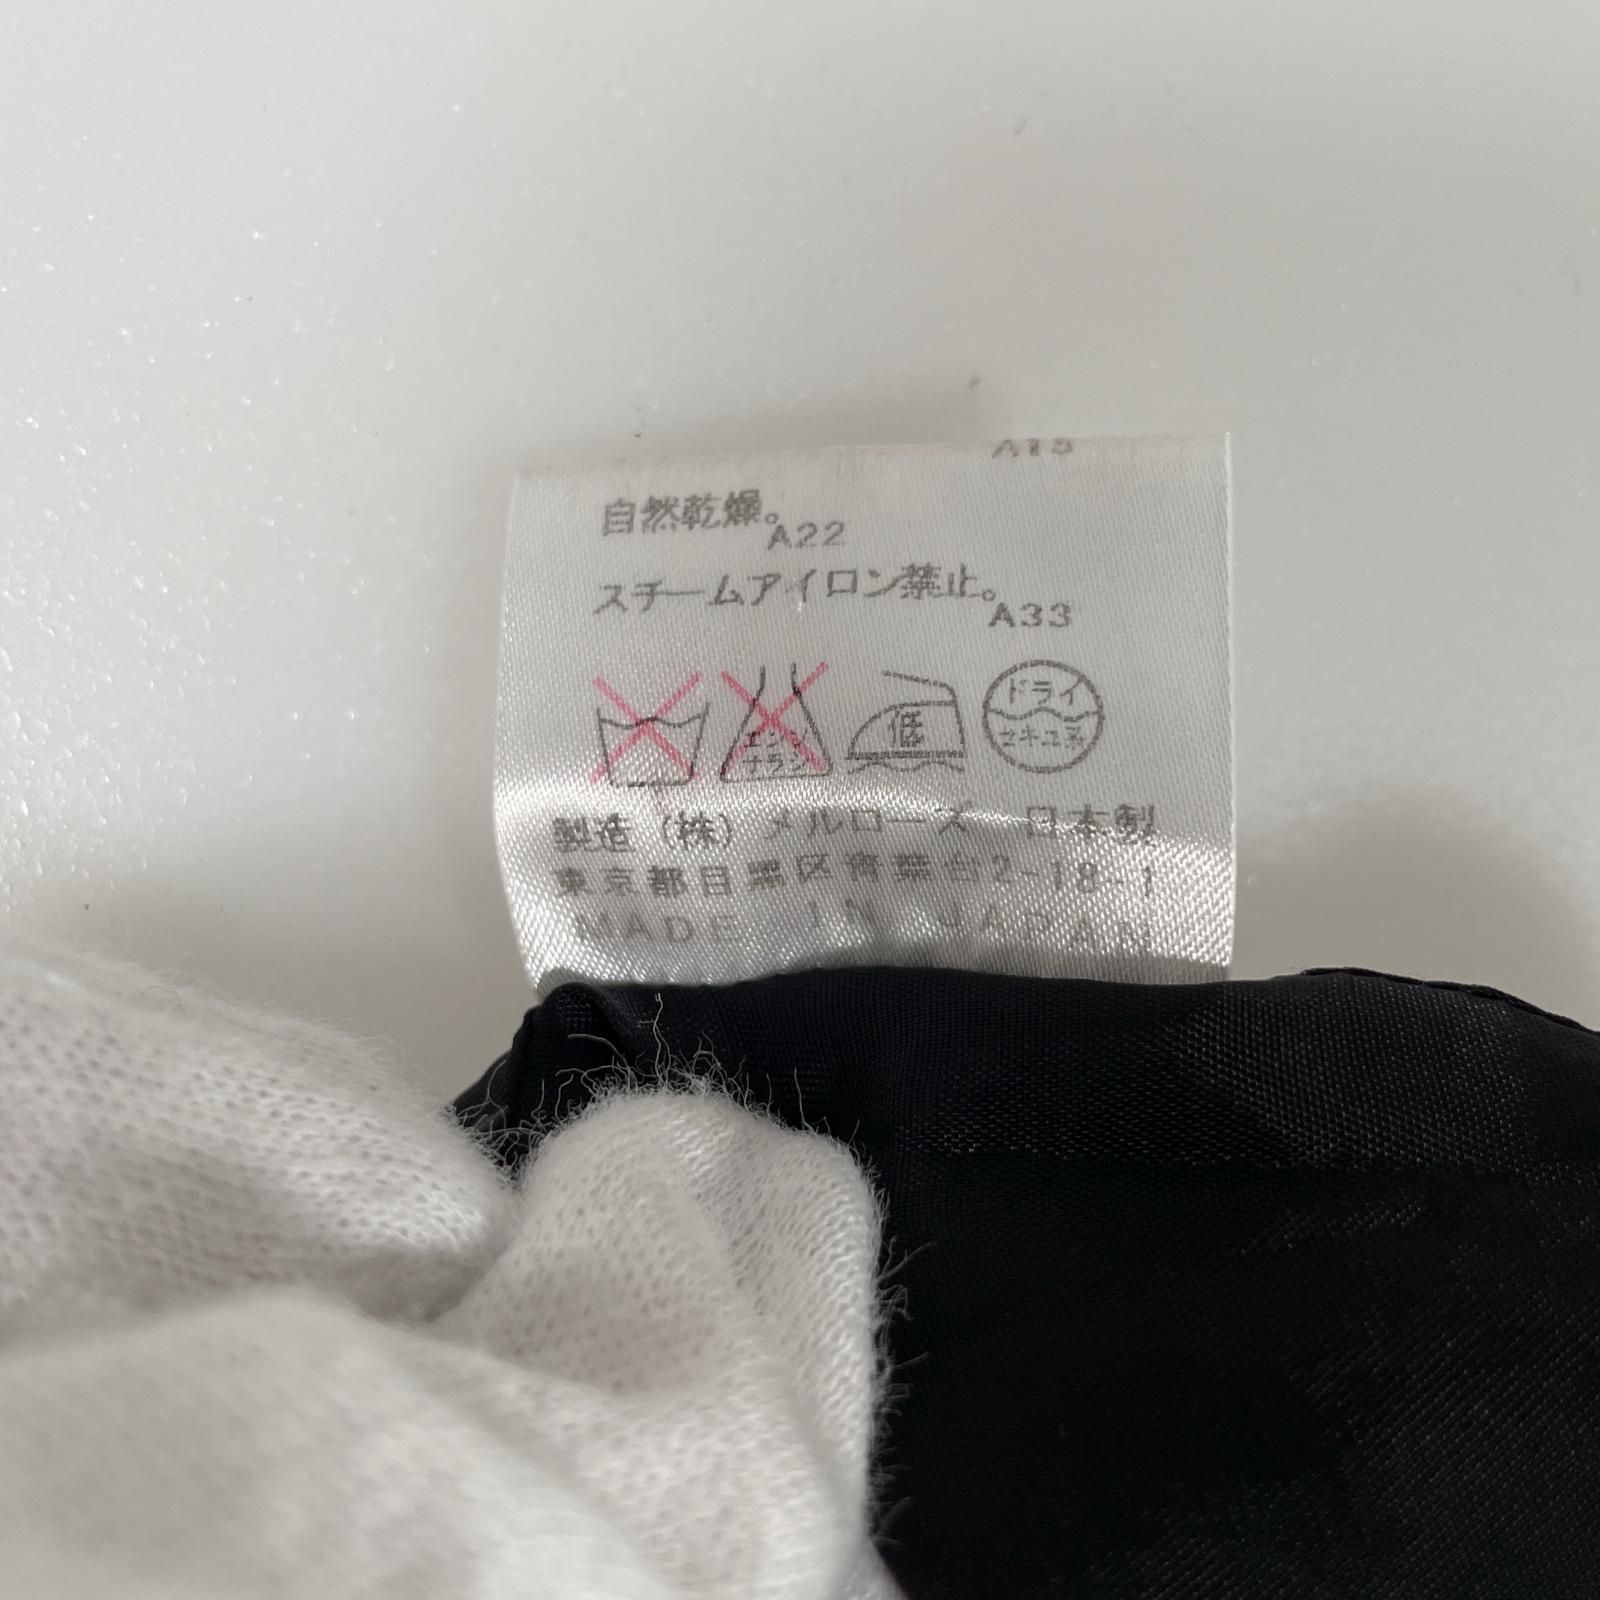 A15
自然乾燥。
A22
スチームアイロン禁止。
A33
エンソ
ナラシ
低
ドライ
セキユ系
製造(株)メルローズ 日本製
東京都目黒区青葉台2-18-1
MADE IN JAPAN